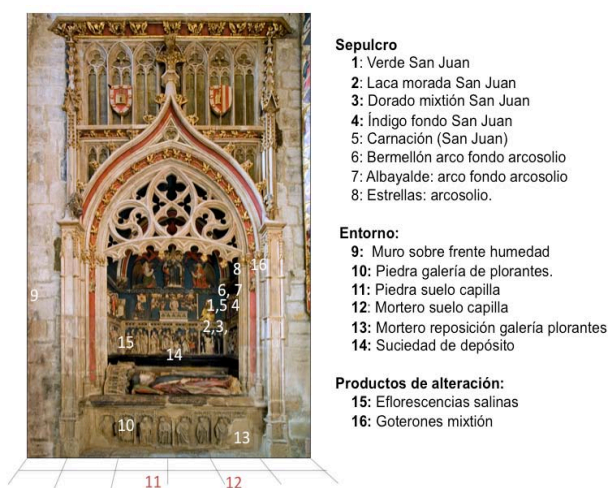 Sepulcro
1: Verde San Juan
2: Laca morada San Juan
3: Dorado mixtión San Juan
4: Índigo fondo San Juan
5: Carnación (San Juan)
6: Bermellón arco fondo arcosolio
7: Albayalde: arco fondo arcosolio
8: Estrellas: arcosolio.
Entorno:
9: Muro sobre frente humedad
10: Piedra galería de plorantes.
11: Piedra suelo capilla
12: Mortero suelo capilla
13: Mortero reposición galería plorantes
14: Suciedad de depósito
Productos de alteración:
15: Eflorescencias salinas
16: Goterones mixtión
8 16
9
6, 7
1,5 4
2,3,
15
14
10
13
11 12